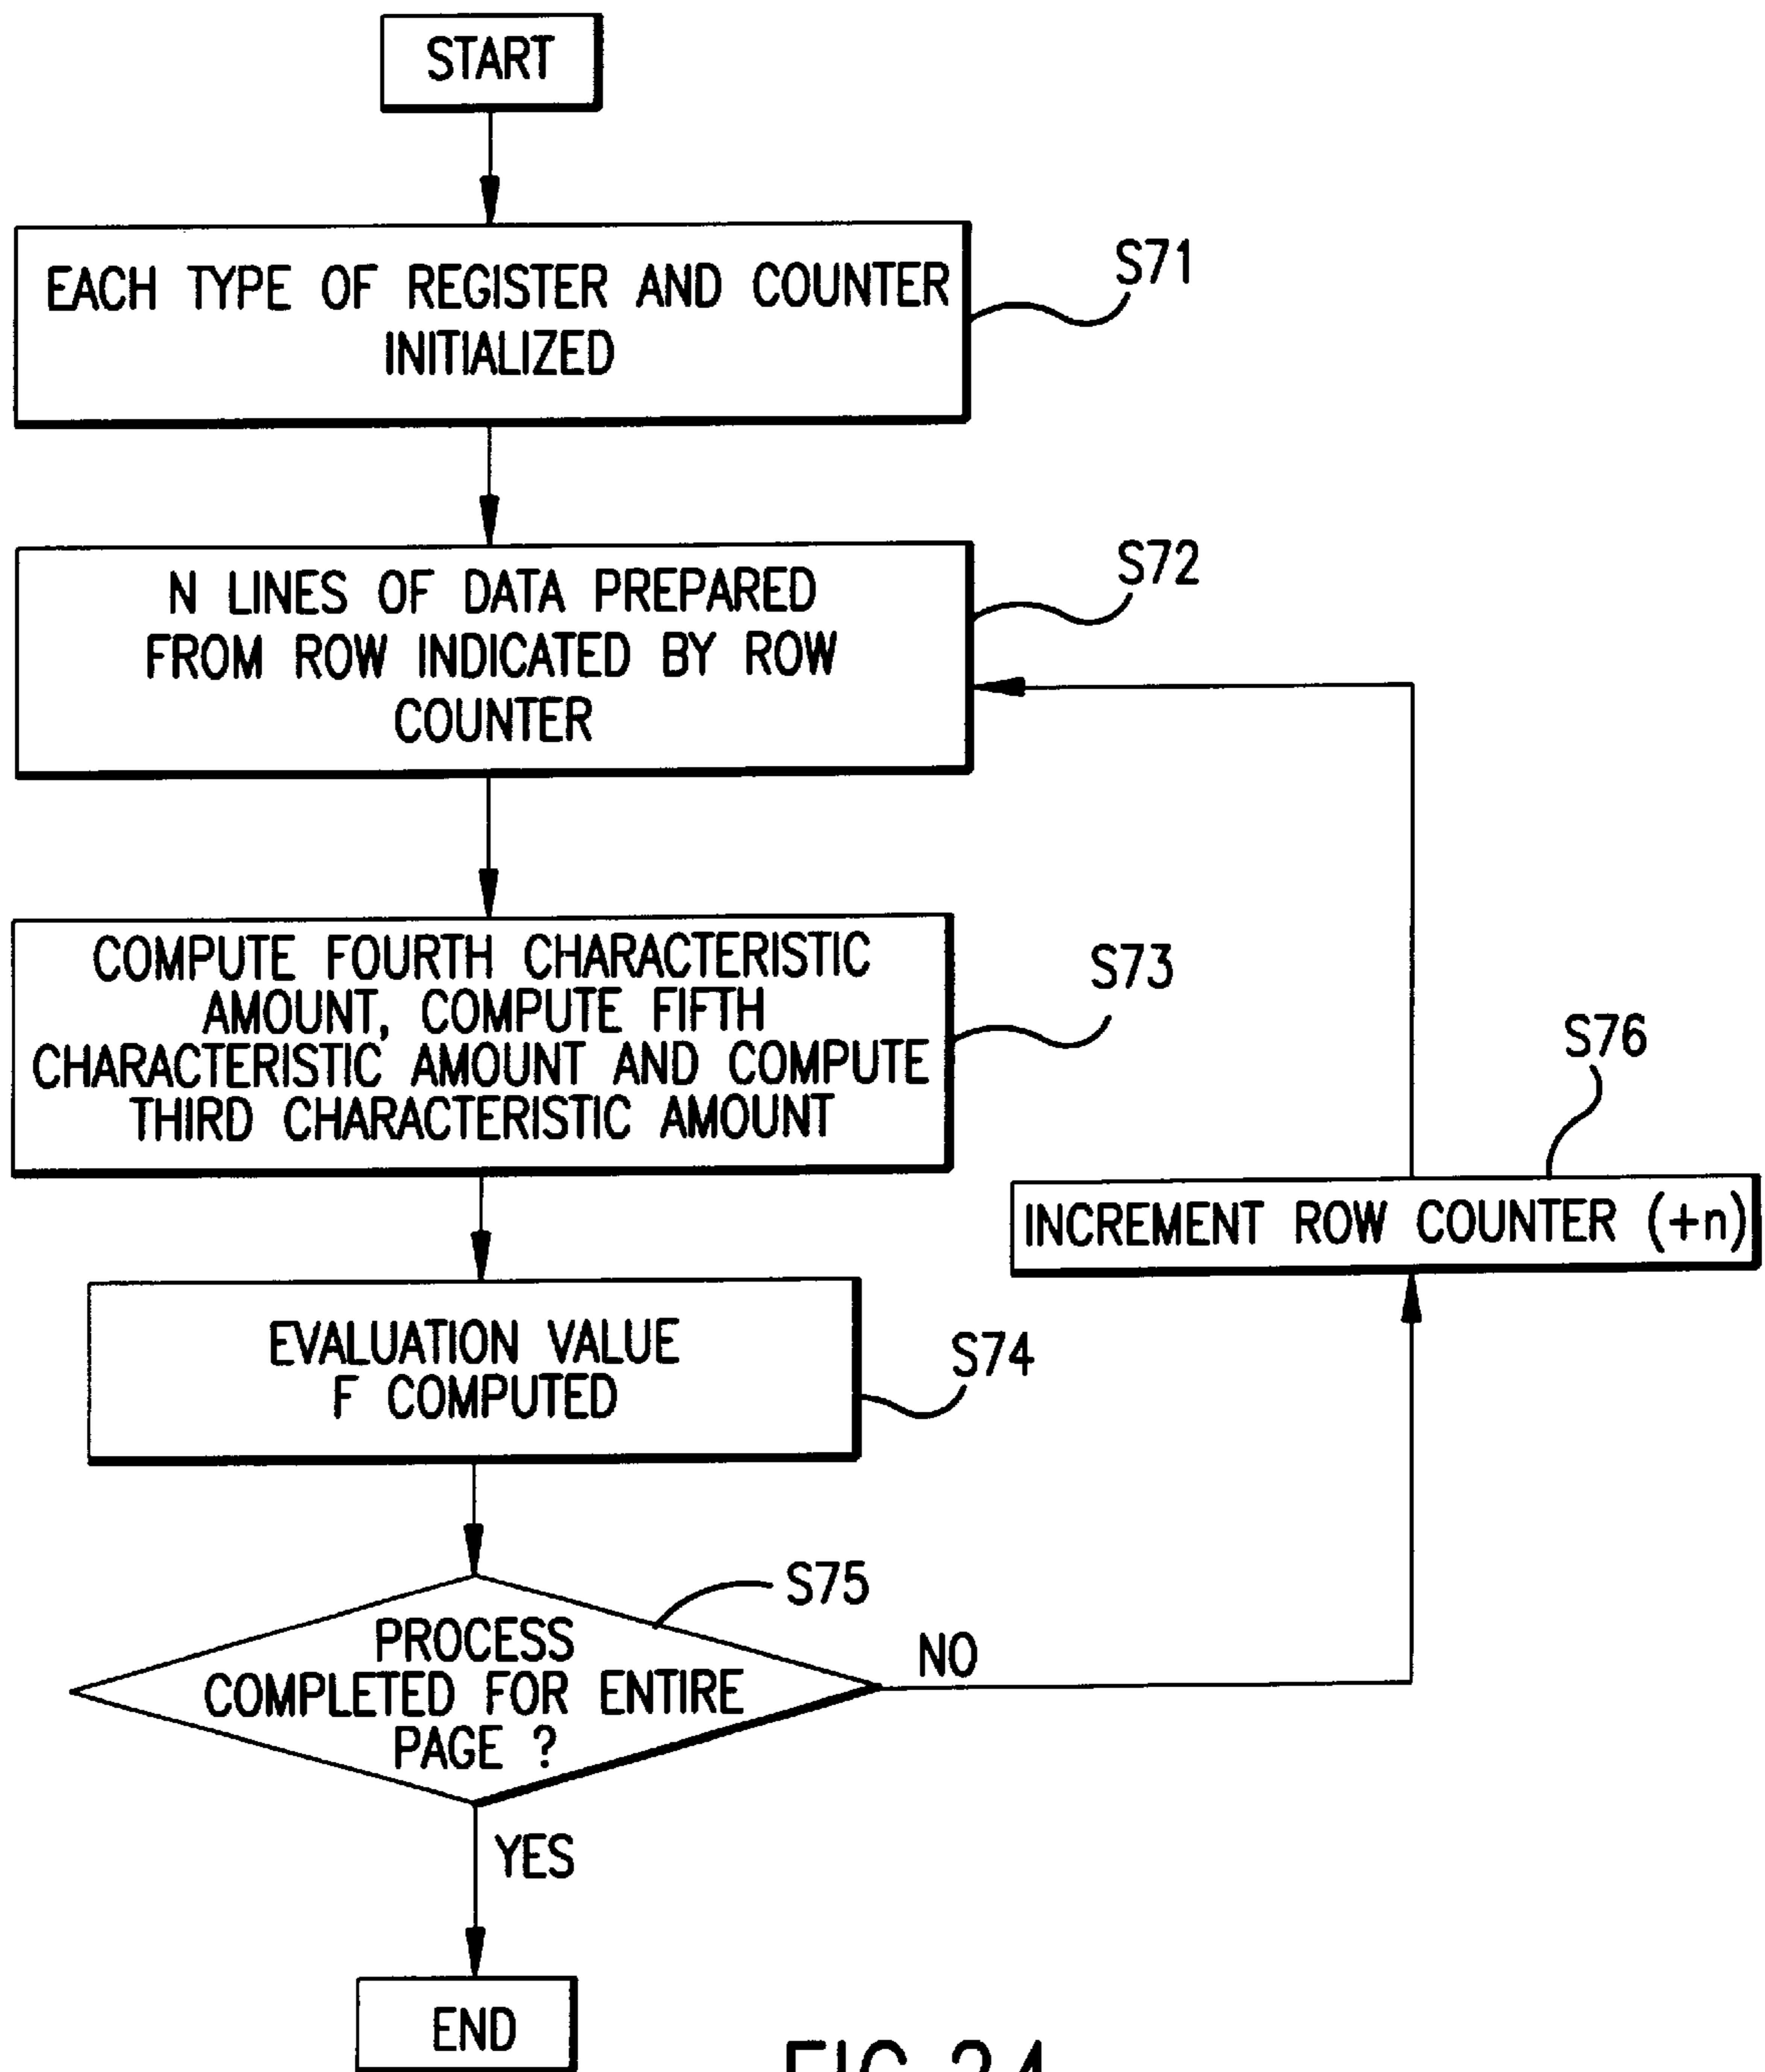 START
EACH TYPE OF REGISTER AND COUNTER
INITIALIZED
S71
N LINES OF DATA PREPARED
FROM ROW INDICATED BY ROW
COUNTER
S72
COMPUTE FOURTH CHARACTERISTIC
AMOUNT, COMPUTE FIFTH
CHARACTERISTIC AMOUNT AND COMPUTE
THIRD CHARACTERISTIC AMOUNT
S73
S76
INCREMENT ROW COUNTER (+n)
EVALUATION VALUE
F COMPUTED
S74
S75
PROCESS
COMPLETED FOR ENTIRE
PAGE ?
NO
YES
END
FIG.24